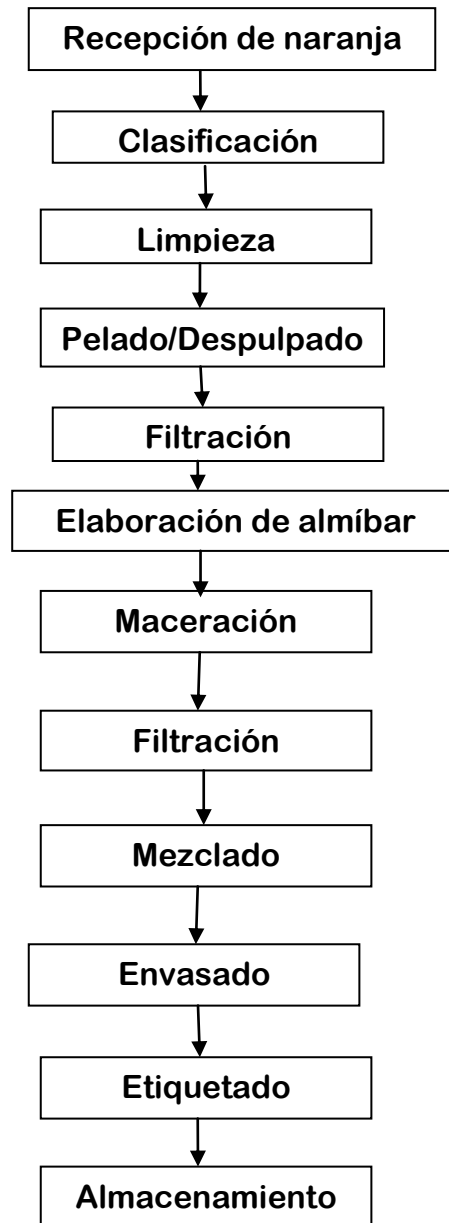 Recepción de naranja
Clasificación
Limpieza
Pelado/Despulpado
Filtración
Elaboración de almíbar
Maceración
Filtración
Mezclado
Envasado
Etiquetado
Almacenamiento